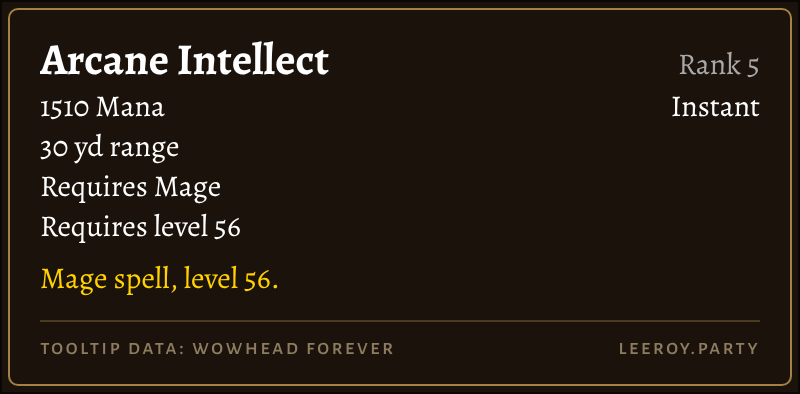 Arcane Intellect
Rank 5
1510 Mana
Instant
30 yd range
Requires Mage
Requires level 56
Mage spell, level 56.
TOOLTIP DATA: WOWHEAD FOREVER
LEEROY.PARTY